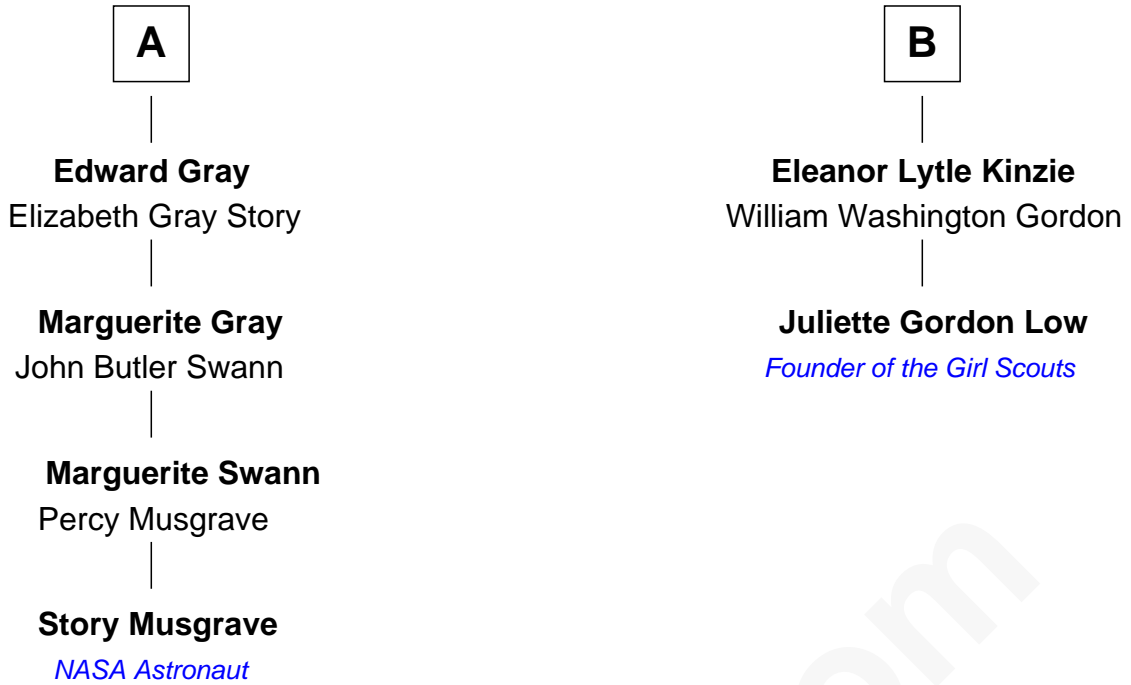 A
Edward Gray
Elizabeth Gray Story
Marguerite Gray
John Butler Swann
Marguerite Swann
Percy Musgrave
Story Musgrave
NASA Astronaut
B
Eleanor Lytle Kinzie
William Washington Gordon
Juliette Gordon Low
Founder of the Girl Scouts
om